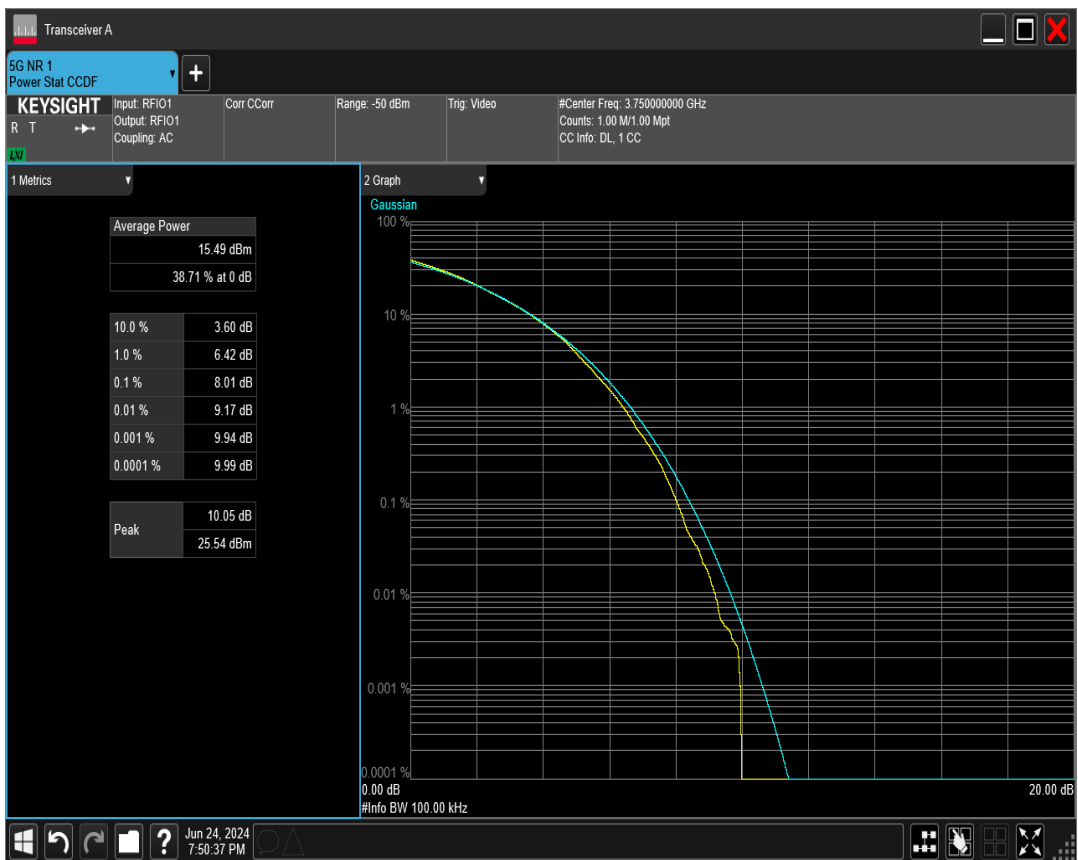 Transceiver A
5G NR 1
Power Stat CCDF
+
KEYSIGHT
R T
LXI
Input: RFIO1
Output: RFIO1
Coupling: AC
Corr CCorr
Range: -50 dBm
Trig: Video
#Center Freq: 3.750000000 GHz
Counts: 1.00 M/1.00 Mpt
CC Info: DL, 1 CC
1 Metrics
Average Power
15.49 dBm
38.71 % at 0 dB
10.0 % 3.60 dB
1.0 % 6.42 dB
0.1 % 8.01 dB
0.01 % 9.17 dB
0.001 % 9.94 dB
0.0001 % 9.99 dB
Peak
10.05 dB
25.54 dBm
2 Graph
Gaussian
100 %
10 %
1 %
0.1 %
0.01 %
0.001 %
0.0001 %
0.00 dB 20.00 dB
#Info BW 100.00 kHz
?
Jun 24, 2024
7:50:37 PM